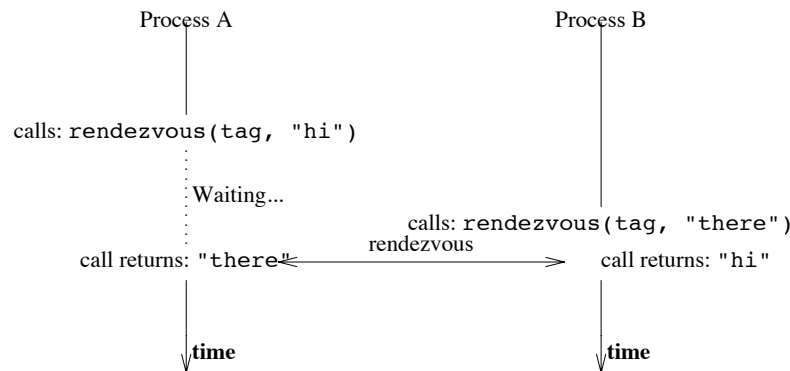 Process A
Process B
calls: rendezvous(tag, "hi")
Waiting...
calls: rendezvous(tag, "there")
rendezvous
call returns: "there"
call returns: "hi"
time
time